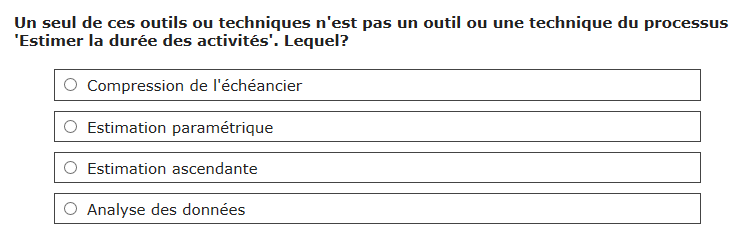 Un seul de ces outils ou techniques n'est pas un outil ou une technique du processus
'Estimer la durée des activités'. Lequel?
Compression de l'échéancier
Estimation paramétrique
Estimation ascendante
Analyse des données